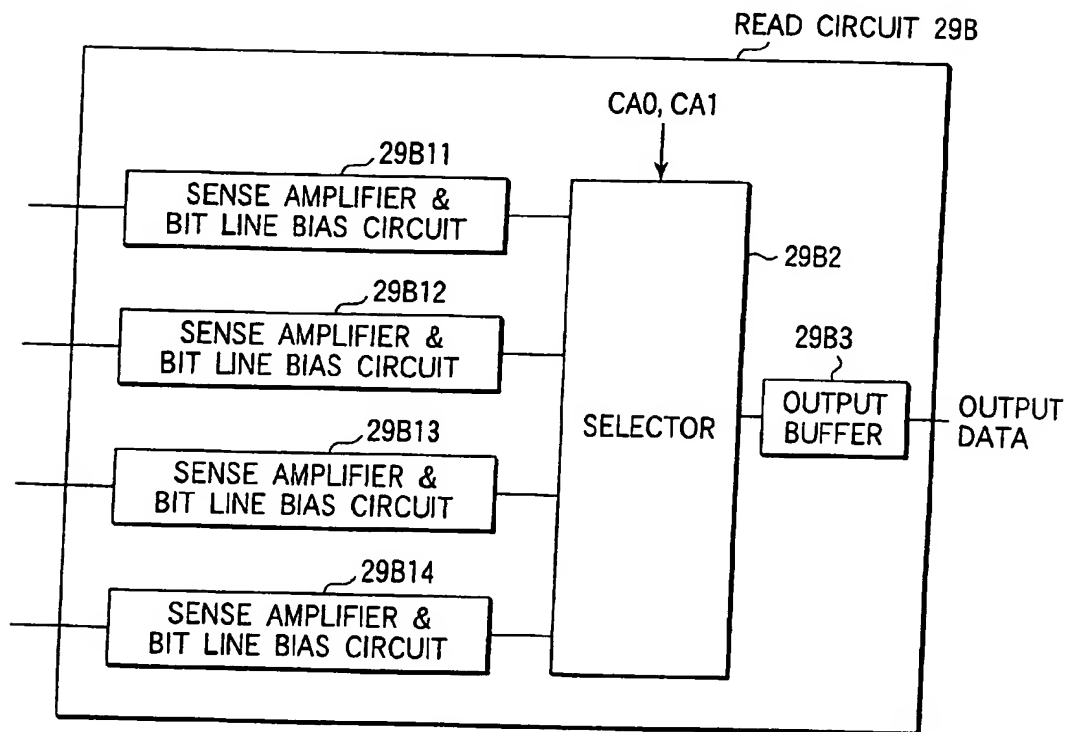 READ CIRCUIT 29B
CA0, CA1
29B11
SENSE AMPLIFIER &
BIT LINE BIAS CIRCUIT
29B2
29B12
SENSE AMPLIFIER &
BIT LINE BIAS CIRCUIT
29B3
SELECTOR
OUTPUT
BUFFER
OUTPUT
DATA
29B13
SENSE AMPLIFIER &
BIT LINE BIAS CIRCUIT
29B14
SENSE AMPLIFIER &
BIT LINE BIAS CIRCUIT